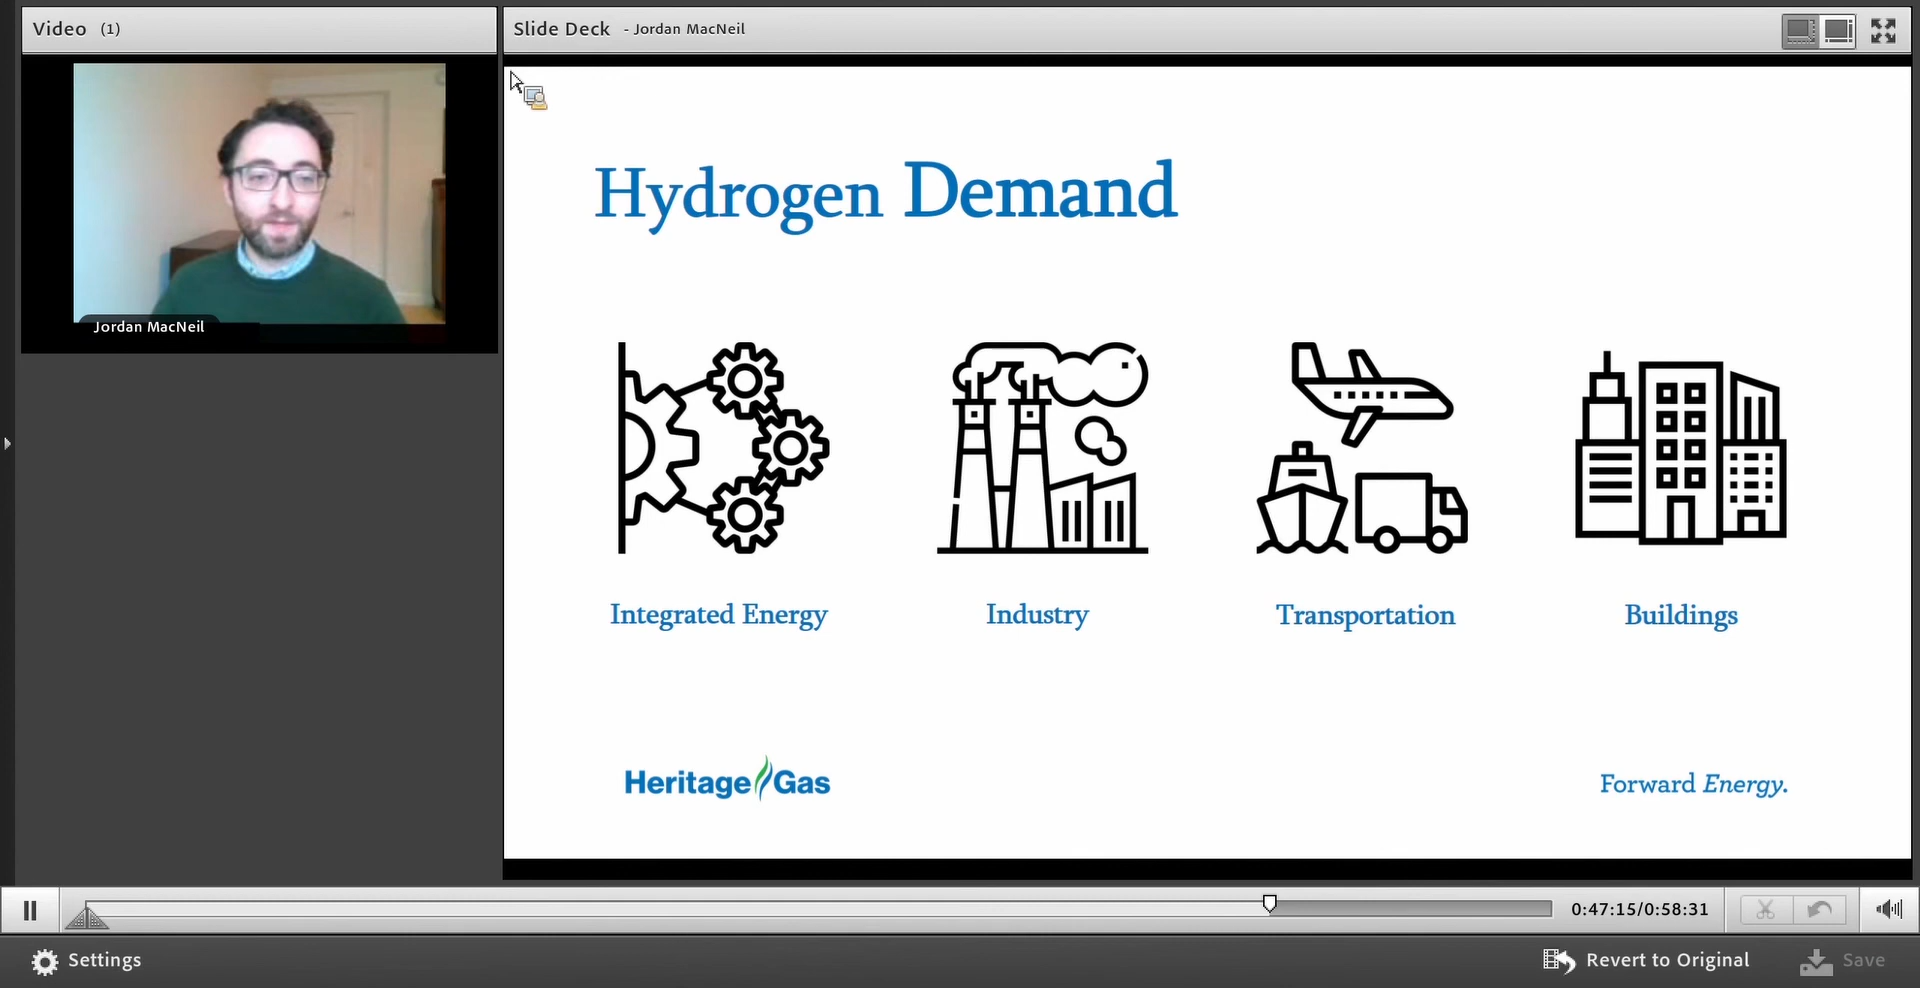 Video (1)
Slide Deck - Jordan MacNeil
Jordan MacNeil
Hydrogen Demand
Integrated Energy
Industry
Transportation
Buildings
Heritage Gas
Forward Energy.
0:47:15/0:58:31
Settings
Revert to Original
Save